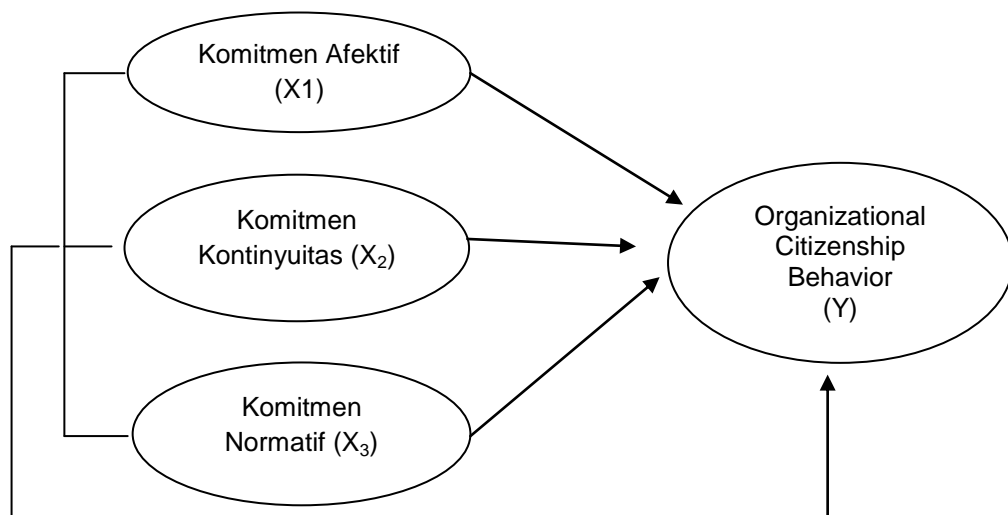 Komitmen Afektif
(X1)
Komitmen
Kontinyuitas (X₂)
Komitmen
Normatif (X₃)
Organizational
Citizenship
Behavior
(Y)